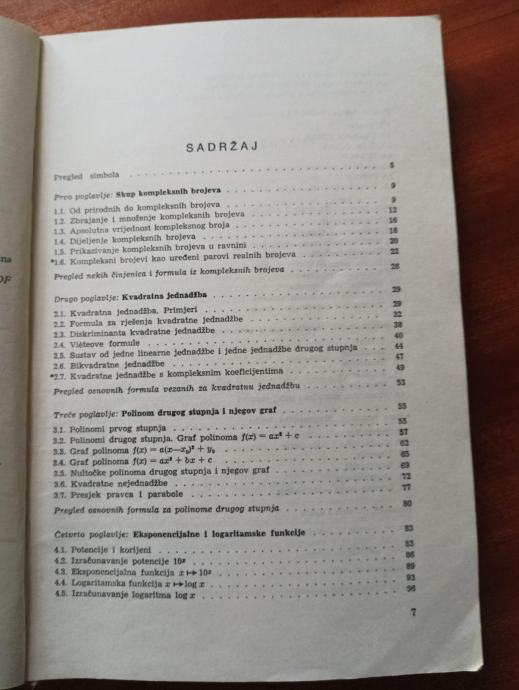 na
OF
SADRŽAJ
Pregled simbola . . . . . . . . . . 5
Prvo poglavlje: Skup kompleksnih brojeva . . . . . . . . . . 9
1.1. Od prirodnih do kompleksnih brojeva . . . . . . . . . . 9
1.2. Zbrajanje i množenje kompleksnih brojeva . . . . . . . . . . 12
1.3. Apsolutna vrijednost kompleksnog broja . . . . . . . . . . 16
1.4. Dijeljenje kompleksnih brojeva . . . . . . . . . . 18
1.5. Prikazivanje kompleksnih brojeva u ravnini . . . . . . . . . . 20
*1.6. Kompleksni brojevi kao uređeni parovi realnih brojeva . . . . . . . . . . 22
Pregled nekih činjenica i formula iz kompleksnih brojeva . . . . . . . . . . 26
Drugo poglavlje: Kvadratna jednadžba . . . . . . . . . . 29
2.1. Kvadratna jednadžba. Primjeri . . . . . . . . . . 29
2.2. Formula za rješenja kvadratne jednadžbe . . . . . . . . . . 32
2.3. Diskriminanta kvadratne jednadžbe . . . . . . . . . . 38
2.4. Vièteove formule . . . . . . . . . . 40
2.5. Sustav od jedne linearne jednadžbe i jedne jednadžbe drugog stupnja . . . . . . . . . . 44
2.6. Bikvadratne jednadžbe . . . . . . . . . . 47
*2.7. Kvadratne jednadžbe s kompleksnim koeficijentima . . . . . . . . . . 49
Pregled osnovnih formula vezanih za kvadratnu jednadžbu . . . . . . . . . . 53
Treće poglavlje: Polinom drugog stupnja i njegov graf . . . . . . . . . . 55
3.1. Polinomi prvog stupnja . . . . . . . . . . 55
3.2. Polinomi drugog stupnja. Graf polinoma f(x) = ax² + c . . . . . . . . . . 57
3.3. Graf polinoma f(x) = a(x—x₀)² + y₀ . . . . . . . . . . 62
3.4. Graf polinoma f(x) = ax² + bx + c . . . . . . . . . . 65
3.5. Nultočke polinoma drugog stupnja i njegov graf . . . . . . . . . . 69
3.6. Kvadratne nejednadžbe . . . . . . . . . . 72
3.7. Presjek pravca i parabole . . . . . . . . . . 77
Pregled osnovnih formula za polinome drugog stupnja . . . . . . . . . . 80
Četvrto poglavlje: Eksponencijalne i logaritamske funkcije . . . . . . . . . . 83
4.1. Potencije i korijeni . . . . . . . . . . 83
4.2. Izračunavanje potencije 10ˣ . . . . . . . . . . 86
4.3. Eksponencijalna funkcija x ↦ 10ˣ . . . . . . . . . . 89
4.4. Logaritamska funkcija x ↦ log x . . . . . . . . . . 93
4.5. Izračunavanje logaritma log x . . . . . . . . . . 96
7